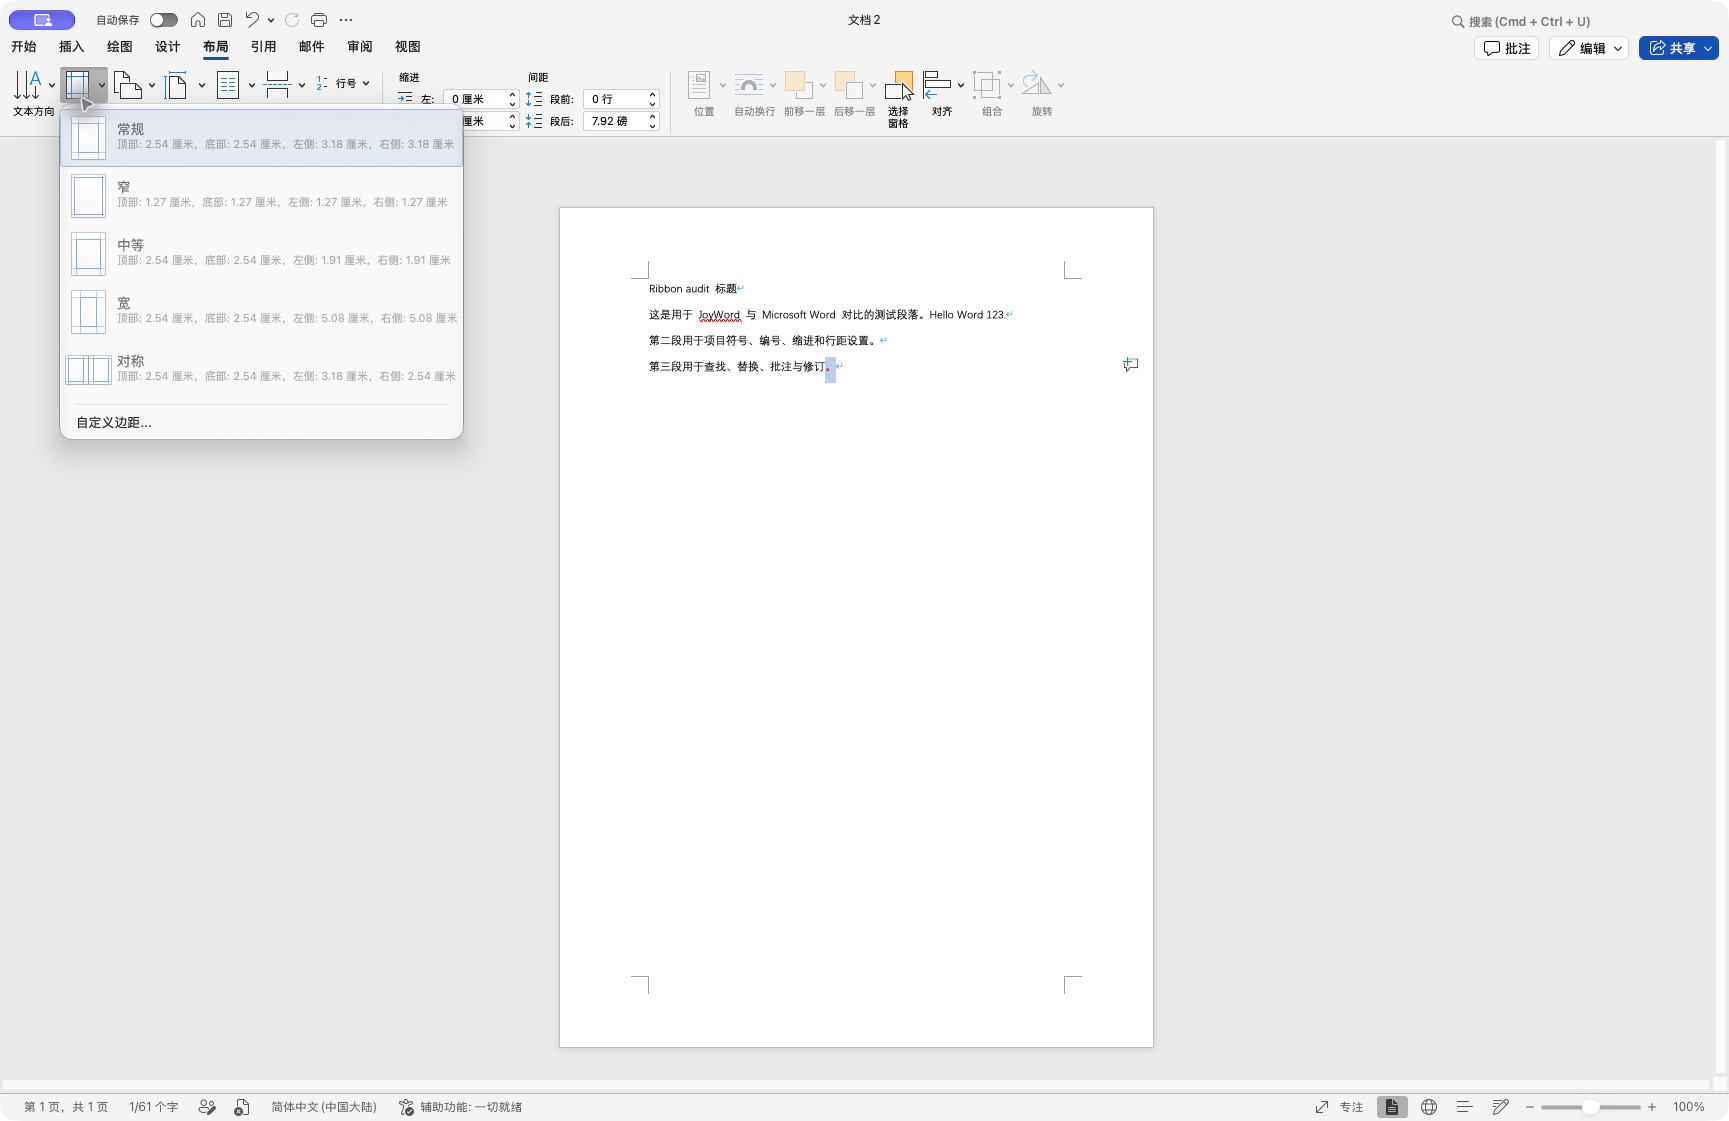 自动保存
文档 2
搜索 (Cmd + Ctrl + U)
开始 插入 绘图 设计 布局 引用 邮件 审阅 视图
批注 编辑 共享
行号
缩进 间距
左: 0 厘米 段前: 0 行
厘米 段后: 7.92 磅
文本方向
位置 自动换行 前移一层 后移一层 选择
窗格 对齐 组合 旋转
常规
顶部: 2.54 厘米, 底部: 2.54 厘米, 左侧: 3.18 厘米, 右侧: 3.18 厘米
窄
顶部: 1.27 厘米, 底部: 1.27 厘米, 左侧: 1.27 厘米, 右侧: 1.27 厘米
中等
顶部: 2.54 厘米, 底部: 2.54 厘米, 左侧: 1.91 厘米, 右侧: 1.91 厘米
宽
顶部: 2.54 厘米, 底部: 2.54 厘米, 左侧: 5.08 厘米, 右侧: 5.08 厘米
对称
顶部: 2.54 厘米, 底部: 2.54 厘米, 左侧: 3.18 厘米, 右侧: 2.54 厘米
自定义边距...
Ribbon audit 标题
这是用于 JoyWord 与 Microsoft Word 对比的测试段落。Hello Word 123.
第二段用于项目符号、编号、缩进和行距设置。
第三段用于查找、替换、批注与修订。
第 1 页，共 1 页 1/61 个字 简体中文 (中国大陆) 辅助功能: 一切就绪 专注 100%